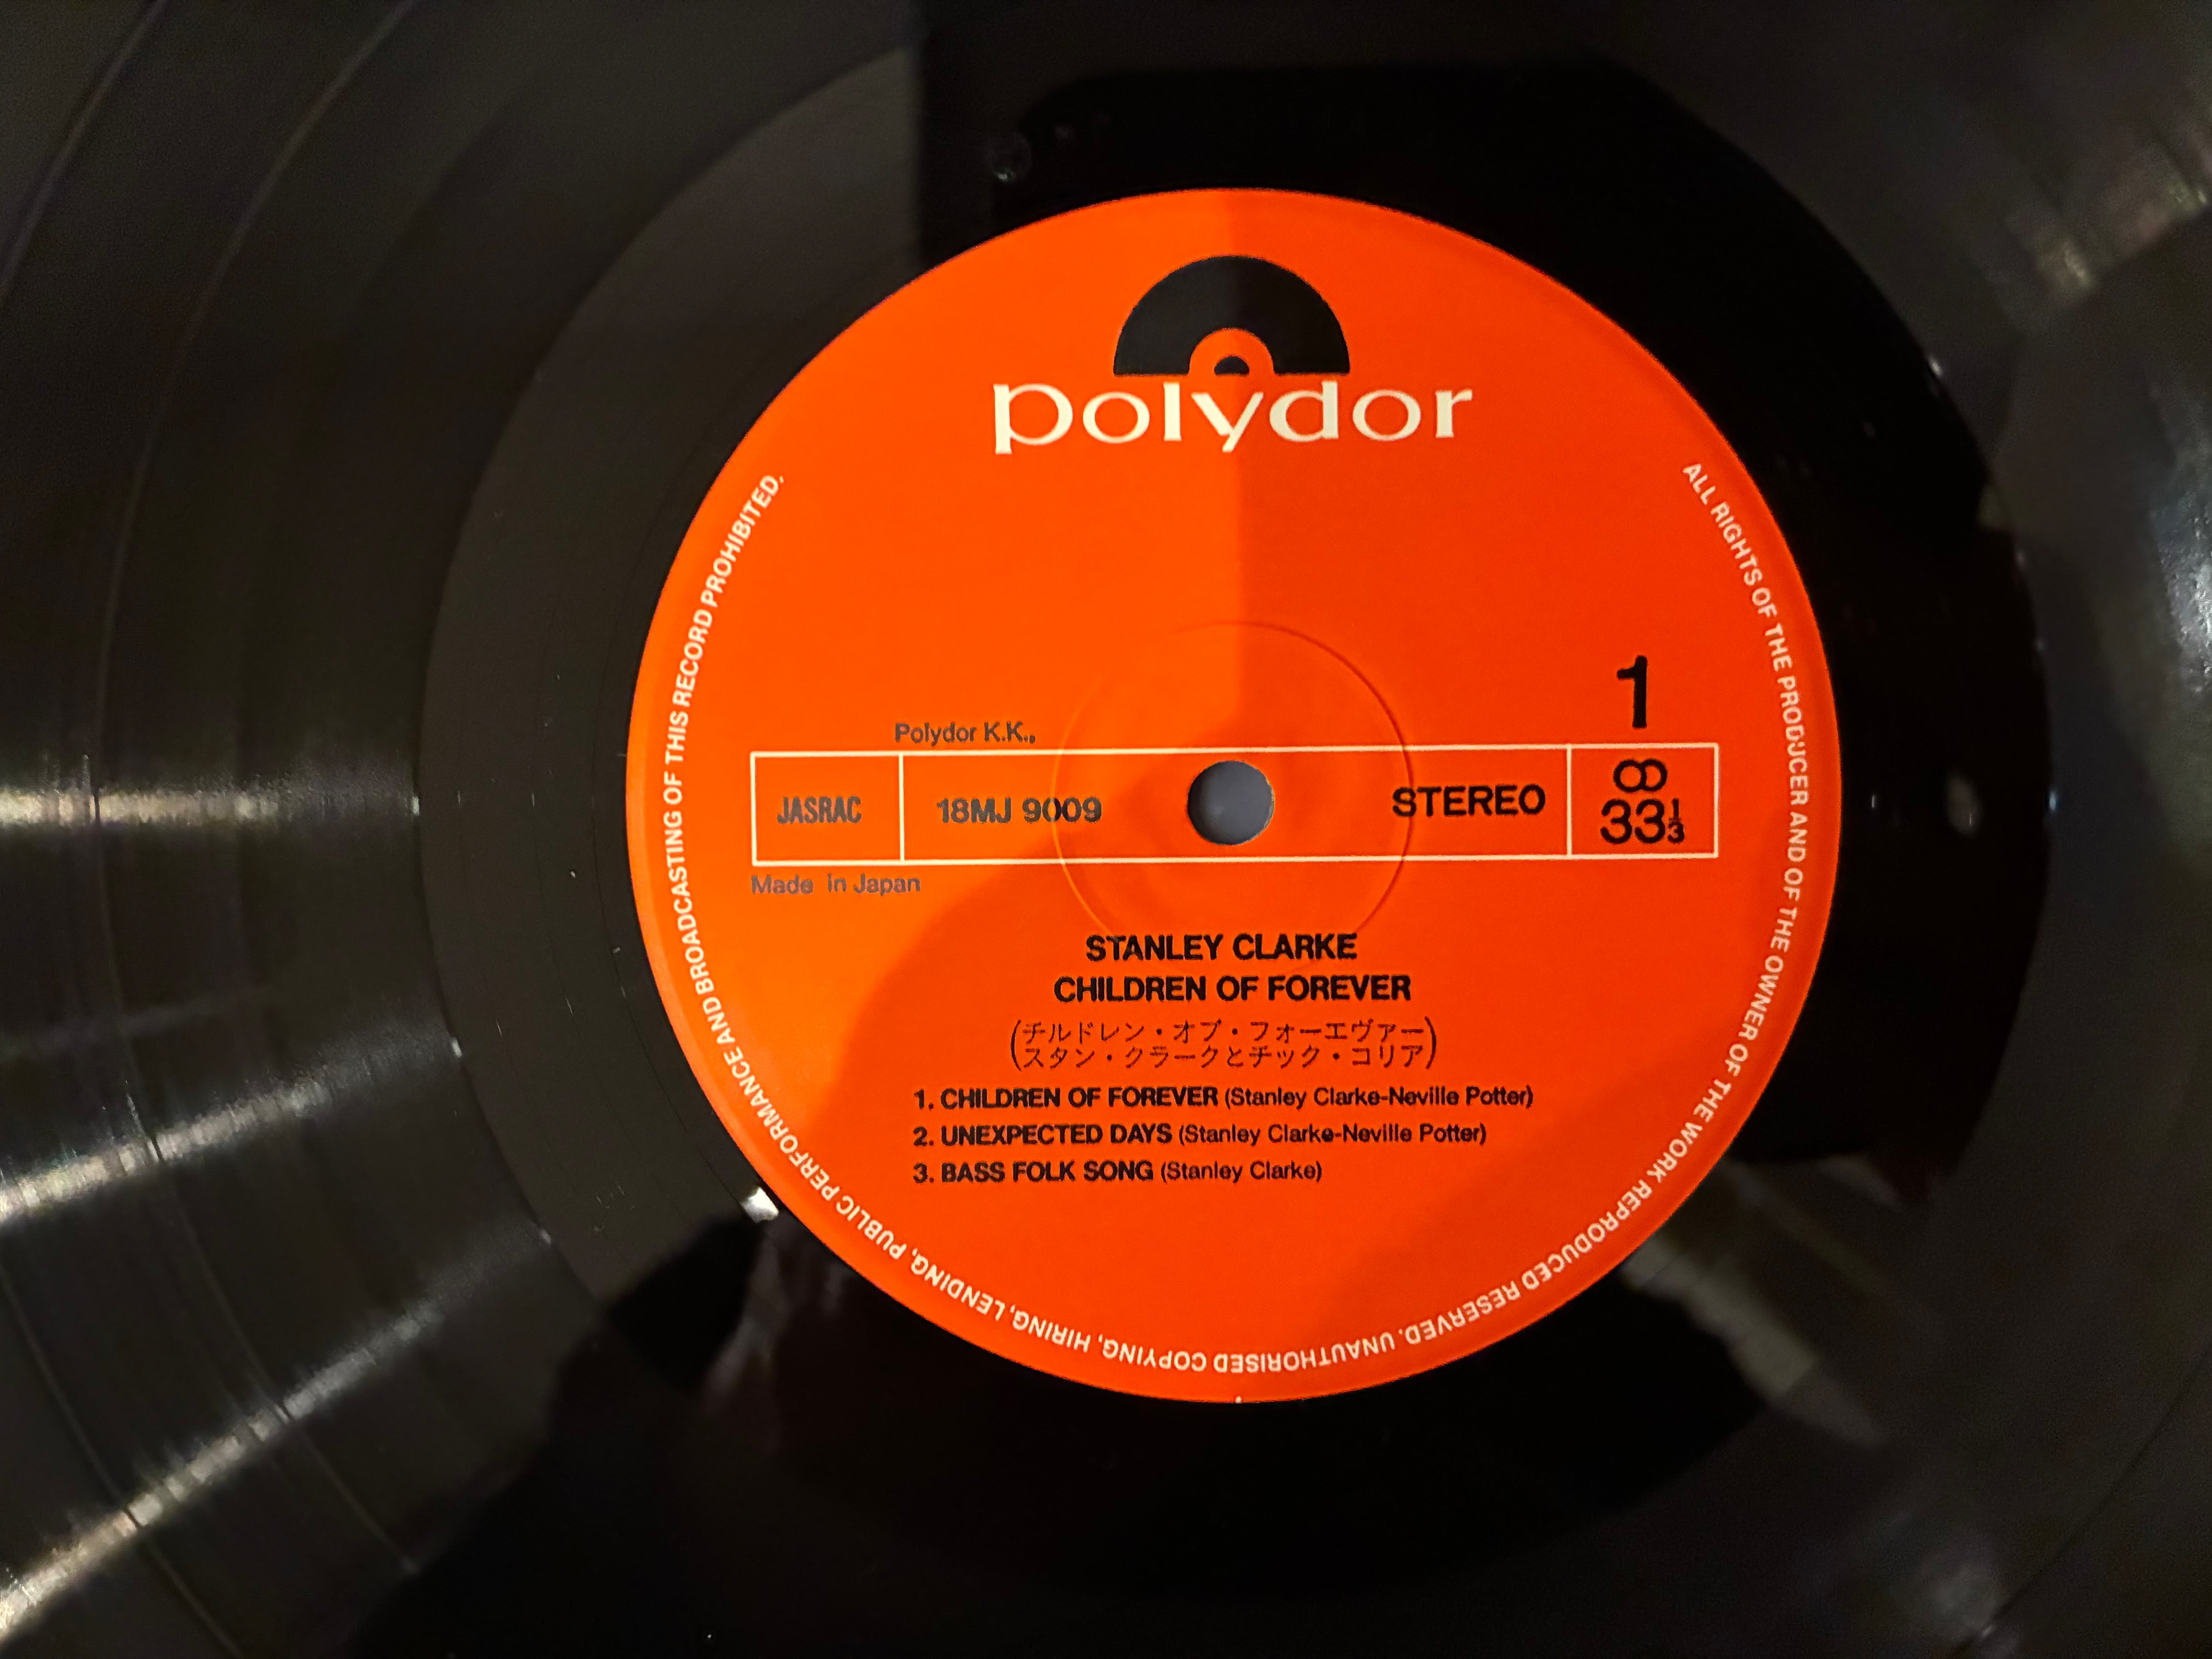 polydor
ALL RIGHTS OF THE PRODUCER AND OF THE OWNER OF THE WORK REPRODUCED RESERVED. UNAUTHORISED COPYING, HIRING, LENDING, PUBLIC PERFORMANCE AND BROADCASTING OF THIS RECORD PROHIBITED.
1
Polydor K.K.,
JASRAC 18MJ 9009 STEREO 33 1/3
Made in Japan
STANLEY CLARKE
CHILDREN OF FOREVER
(チルドレン・オブ・フォーエヴァー
スタン・クラークとチック・コリア)
1. CHILDREN OF FOREVER (Stanley Clarke-Neville Potter)
2. UNEXPECTED DAYS (Stanley Clarke-Neville Potter)
3. BASS FOLK SONG (Stanley Clarke)